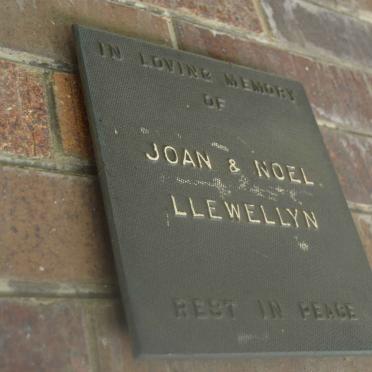 IN LOVING MEMORY
OF
JOAN & NOEL
LLEWELLYN
REST IN PEACE